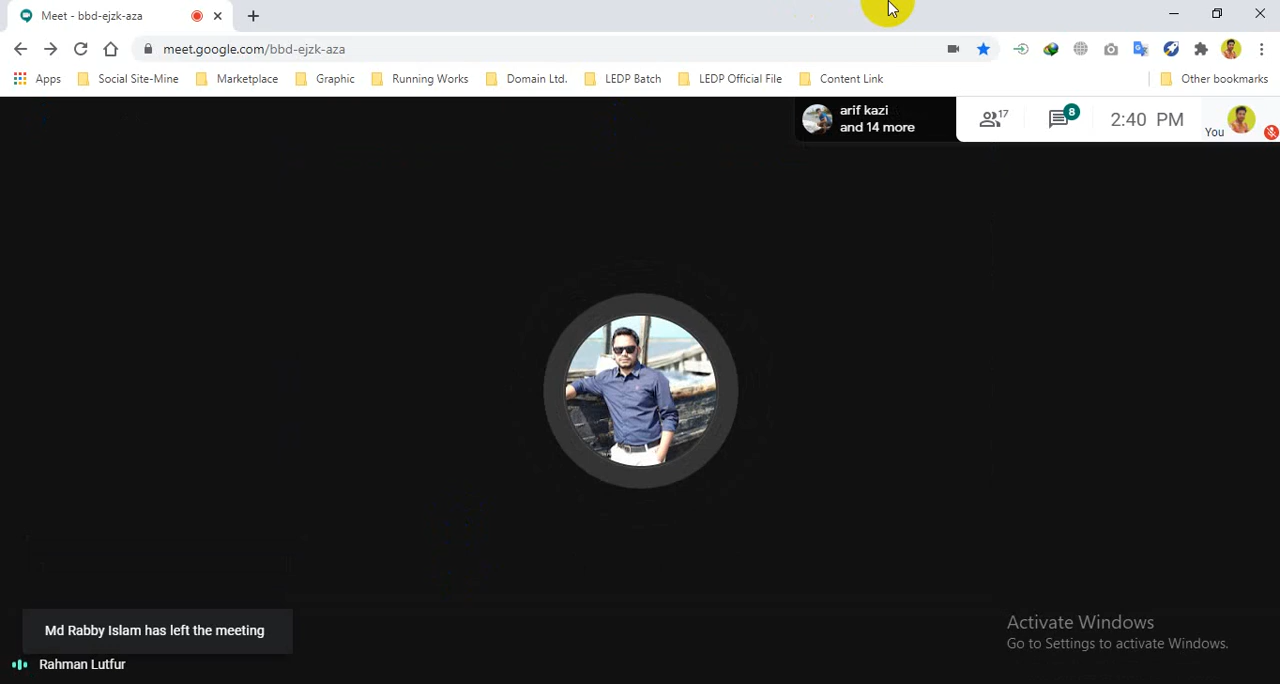 Meet - bbd-ejzk-aza
meet.google.com/bbd-ejzk-aza
Apps Social Site-Mine Marketplace Graphic Running Works Domain Ltd. LEDP Batch LEDP Official File Content Link Other bookmarks
arif kazi
and 14 more
17
8
2:40 PM
You
Md Rabby Islam has left the meeting
Activate Windows
Go to Settings to activate Windows.
Rahman Lutfur